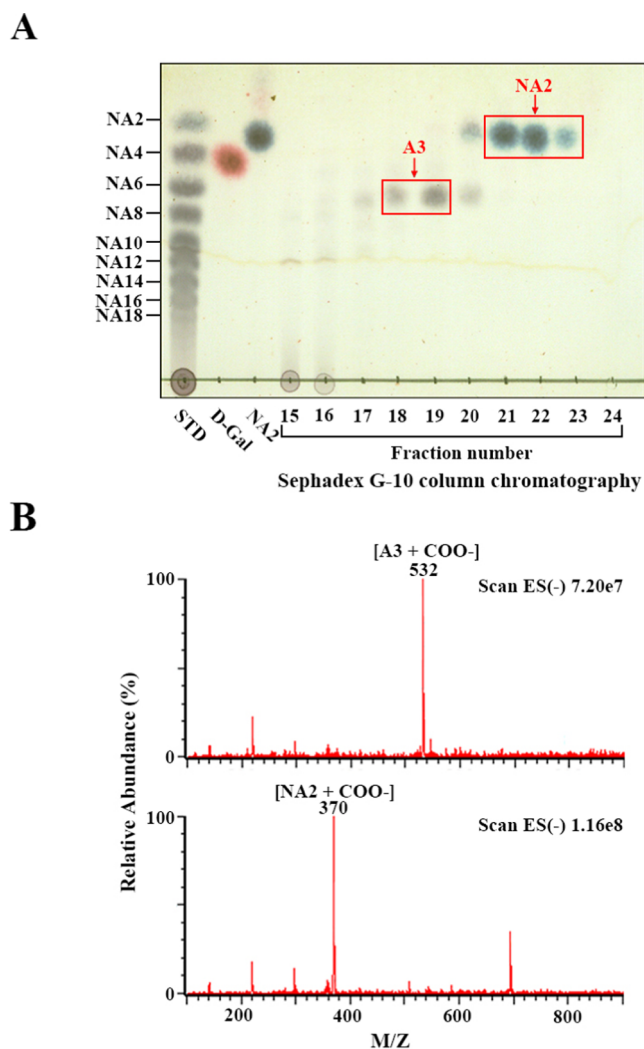 A
NA2
A3
NA2
NA4
NA6
NA8
NA10
NA12
NA14
NA16
NA18
STD D-Gal NA2 15 16 17 18 19 20 21 22 23 24
Fraction number
Sephadex G-10 column chromatography
B
[A3 + COO-]
532
Scan ES(-) 7.20e7
100
0
[NA2 + COO-]
370
Scan ES(-) 1.16e8
100
0
200 400 600 800
M/Z
Relative Abundance (%)